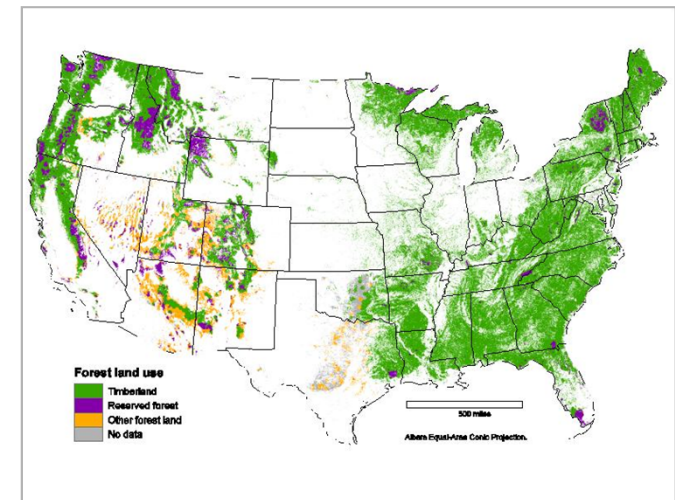 Forest land use
Timberland
Reserved forest
Other forest land
No data
500 miles
Albers Equal-Area Conic Projection.